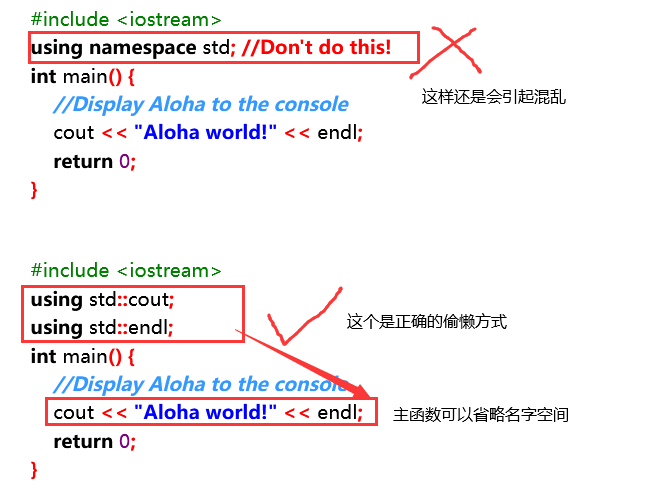 #include <iostream>
using namespace std; //Don't do this!
int main() {
这样还是会引起混乱
//Display Aloha to the console
cout << "Aloha world!" << endl;
return 0;
}
#include <iostream>
using std::cout;
using std::endl;
这个是正确的偷懒方式
int main() {
//Display Aloha to the console
cout << "Aloha world!" << endl;
主函数可以省略名字空间
return 0;
}